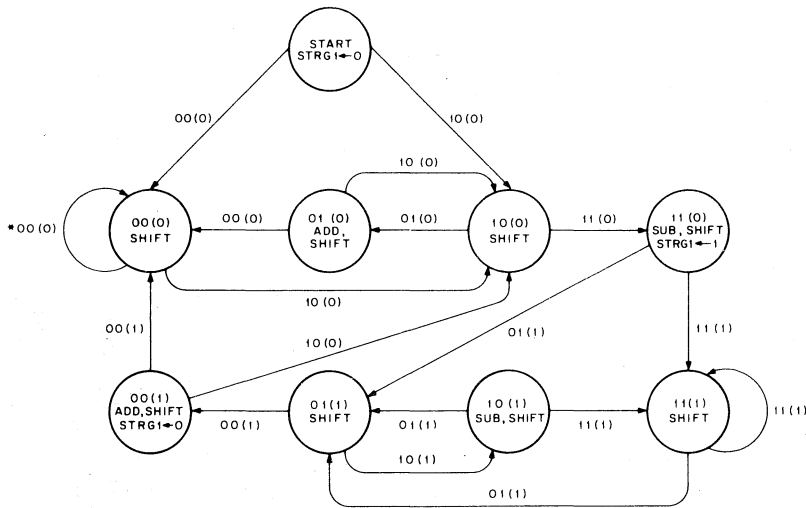 START
STRG1←0
00(0)
10(0)
10(0)
*00(0)
00(0)
SHIFT
00(0)
01(0)
ADD,
SHIFT
01(0)
10(0)
SHIFT
11(0)
11(0)
SUB, SHIFT
STRG1←1
10(0)
00(1)
10(0)
01(1)
11(1)
00(1)
ADD,SHIFT
STRG1←0
00(1)
01(1)
SHIFT
01(1)
10(1)
SUB, SHIFT
11(1)
11(1)
SHIFT
11(1)
10(1)
01(1)